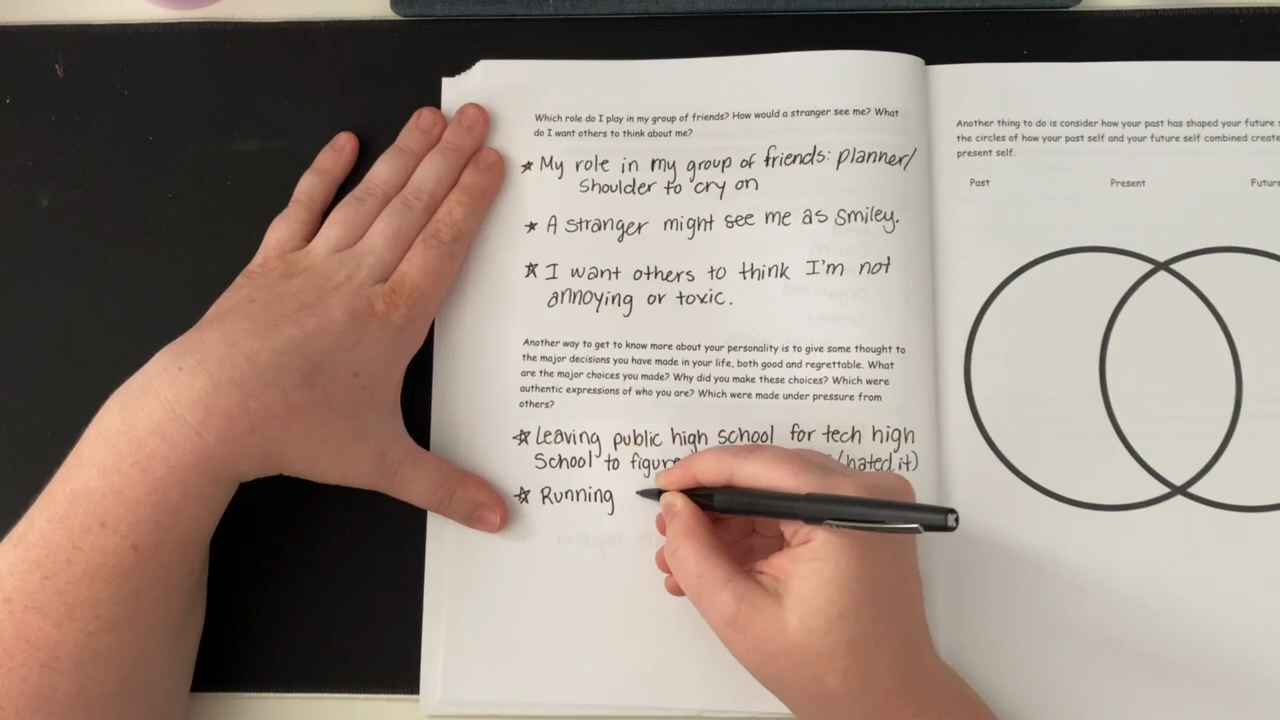 Which role do I play in my group of friends? How would a stranger see me? What
do I want others to think about me?
My role in my group of friends: planner/
shoulder to cry on
A stranger might see me as smiley.
I want others to think I'm not
annoying or toxic.
Another way to get to know more about your personality is to give some thought to
the major decisions you have made in your life, both good and regrettable. What
are the major choices you made? Why did you make these choices? Which were
authentic expressions of who you are? Which were made under pressure from
others?
Leaving public high school for tech high
School to figure /hated it)
Running
Another thing to do is consider how your past has shaped your future
the circles of how your past self and your future self combined
present self.
Past Present